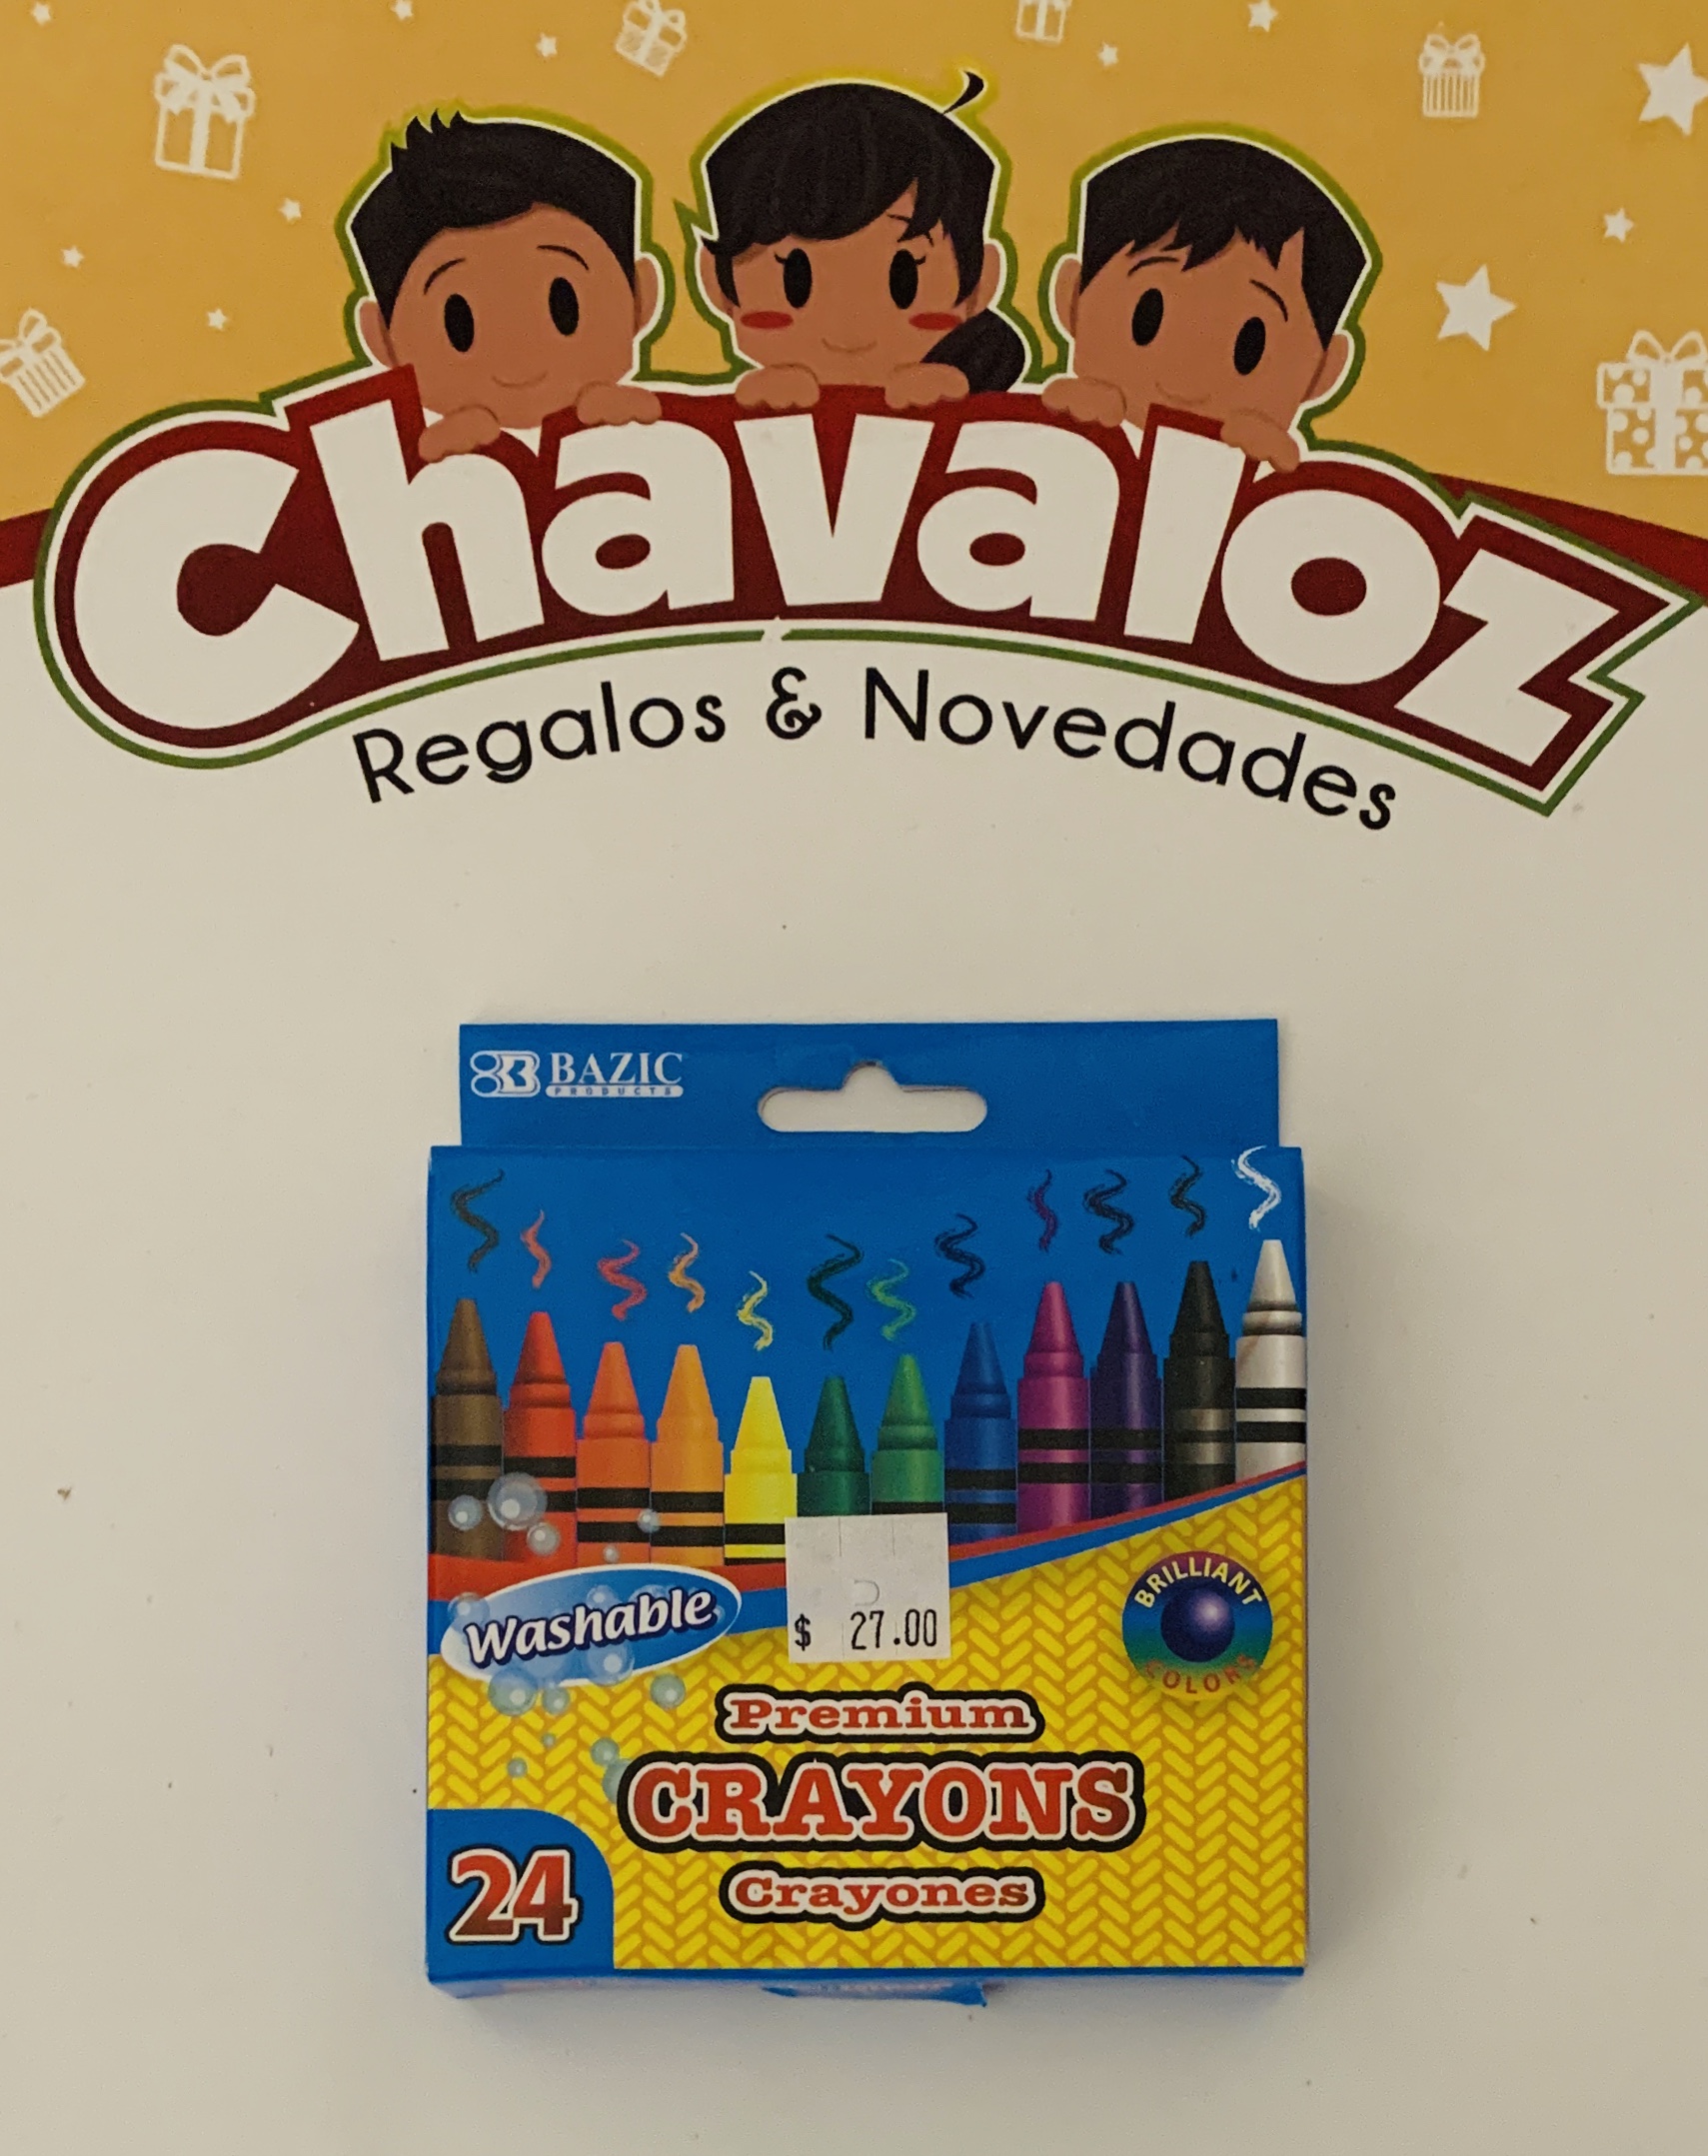 Chavaloz
Regalos & Novedades
BAZIC
PRODUCTS
Washable
$ 27.00
BRILLIANT
COLORS
Premium
CRAYONS
Crayones
24